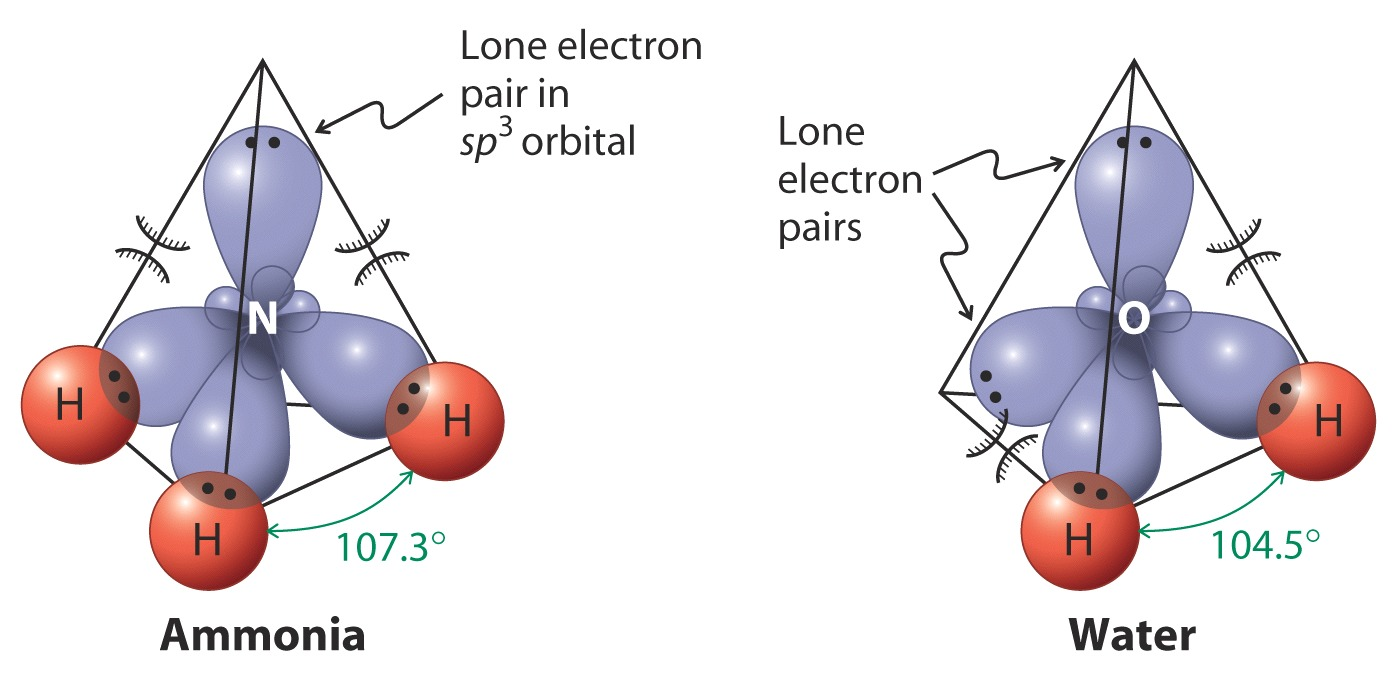 Lone electron
pair in
sp³ orbital
N
H
H
H
107.3°
Ammonia
Lone
electron
pairs
O
H
H
104.5°
Water